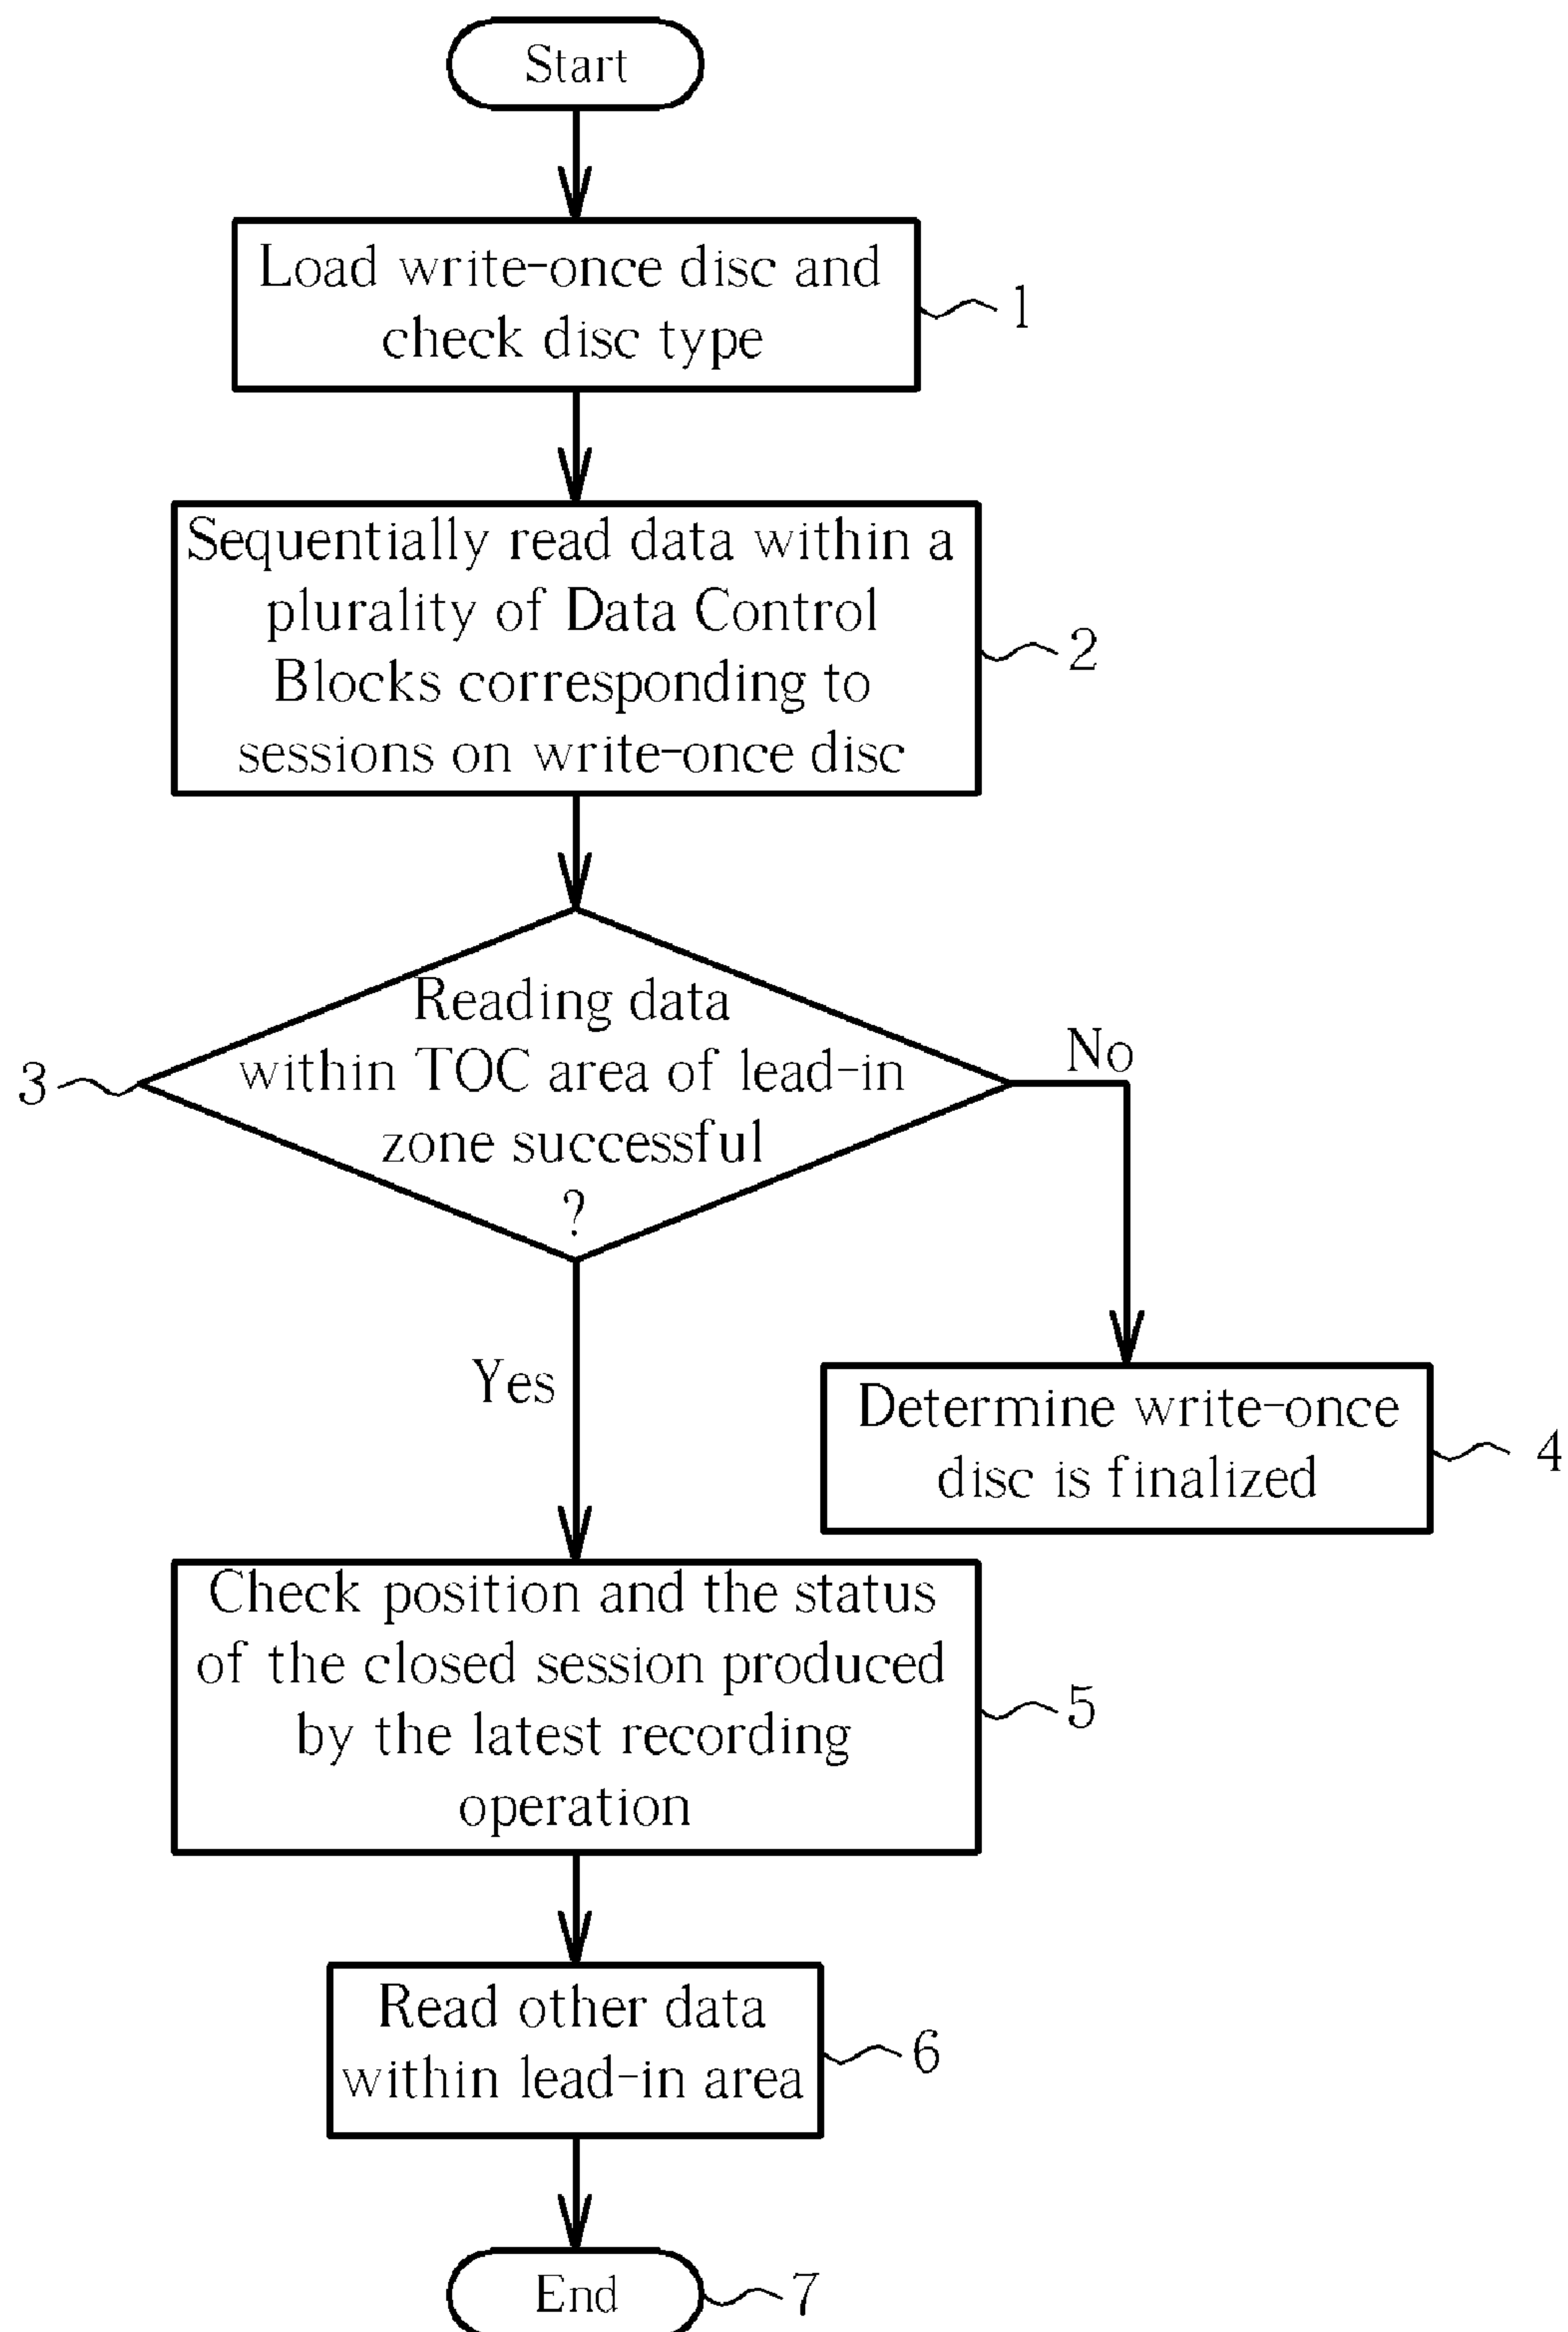 Start
Load write-once disc and
check disc type
1
Sequentially read data within a
plurality of Data Control
Blocks corresponding to
sessions on write-once disc
2
Reading data
within TOC area of lead-in
zone successful
?
3
No
Yes
Determine write-once
disc is finalized
4
Check position and the status
of the closed session produced
by the latest recording
operation
5
Read other data
within lead-in area
6
End
7